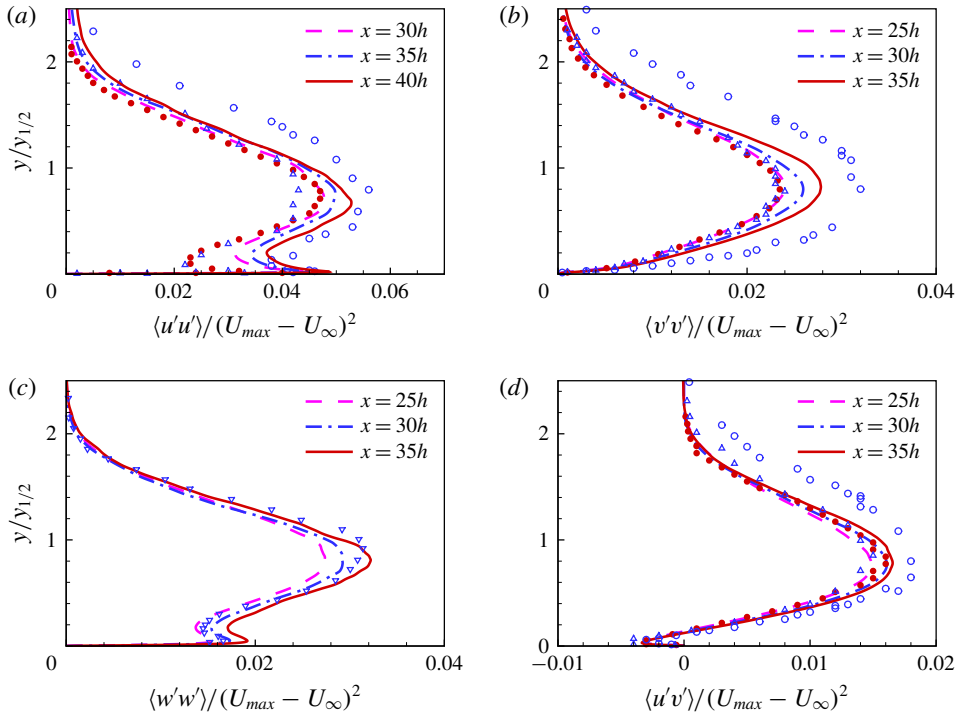 (a)
x = 30h
x = 35h
x = 40h
2
1
0
y/y1/2
0.02
0.04
0.06
⟨u′u′⟩/(Umax − U∞)2
(b)
x = 25h
x = 30h
x = 35h
2
1
0
0.02
0.04
⟨v′v′⟩/(Umax − U∞)2
(c)
x = 25h
x = 30h
x = 35h
2
1
0
y/y1/2
0.02
0.04
⟨w′w′⟩/(Umax − U∞)2
(d)
x = 25h
x = 30h
x = 35h
2
1
0
−0.01
0
0.01
0.02
⟨u′v′⟩/(Umax − U∞)2